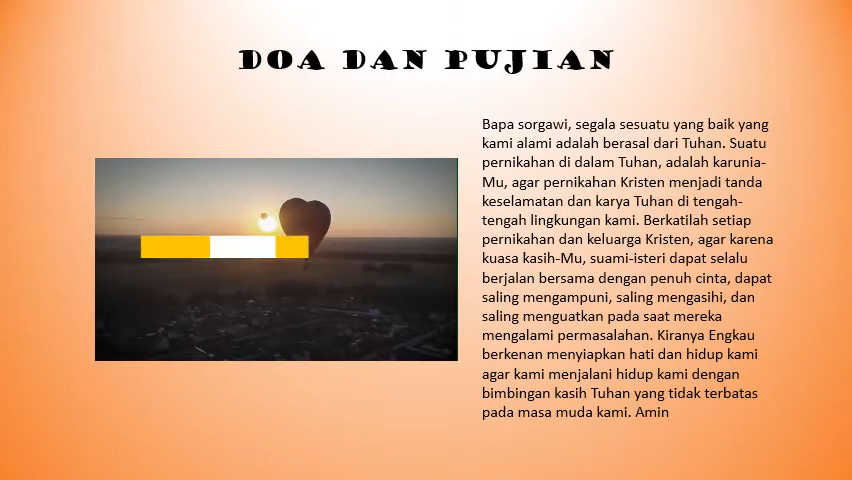 DOA DAN PUJIAN
Bapa sorgawi, segala sesuatu yang baik yang
kami alami adalah berasal dari Tuhan. Suatu
pernikahan di dalam Tuhan, adalah karunia-
Mu, agar pernikahan Kristen menjadi tanda
keselamatan dan karya Tuhan di tengah-
tengah lingkungan kami. Berkatilah setiap
pernikahan dan keluarga Kristen, agar karena
kuasa kasih-Mu, suami-isteri dapat selalu
berjalan bersama dengan penuh cinta, dapat
saling mengampuni, saling mengasihi, dan
saling menguatkan pada saat mereka
mengalami permasalahan. Kiranya Engkau
berkenan menyiapkan hati dan hidup kami
agar kami menjalani hidup kami dengan
bimbingan kasih Tuhan yang tidak terbatas
pada masa muda kami. Amin